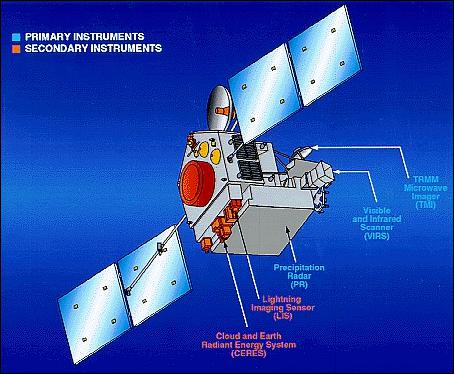 PRIMARY INSTRUMENTS
SECONDARY INSTRUMENTS
TRMM
Microwave
Imager
(TMI)
Visible
and Infrared
Scanner
(VIRS)
Precipitation
Radar
(PR)
Lightning
Imaging Sensor
(LIS)
Cloud and Earth
Radiant Energy System
(CERES)